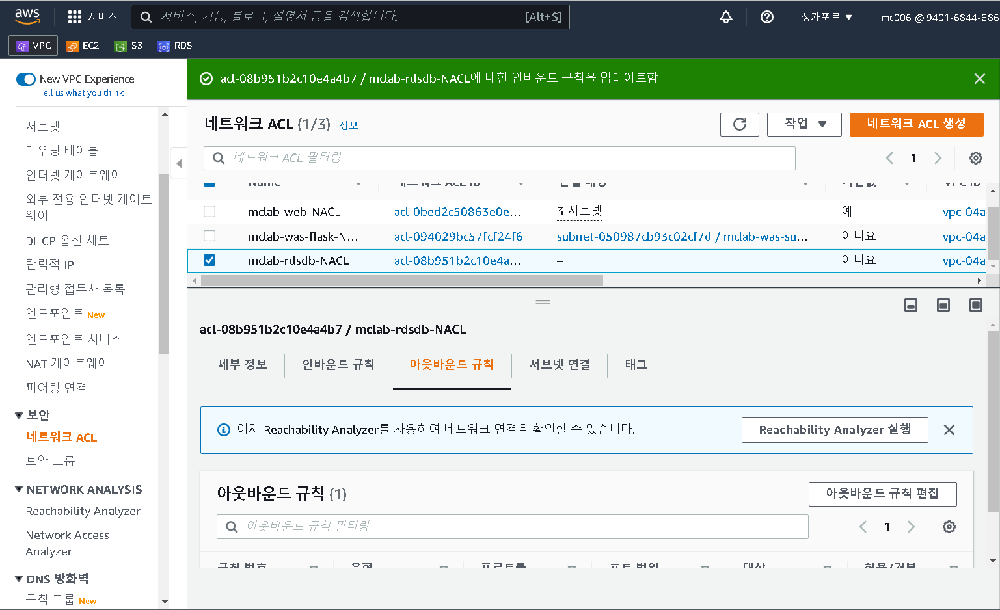 aws
서비스
서비스, 기능, 블로그, 설명서 등을 검색합니다.
[Alt+S]
싱가포르
mc006 @ 9401-6844-686
VPC
EC2
S3
RDS
New VPC Experience
Tell us what you think
acl-08b951b2c10e4a4b7 / mclab-rdsdb-NACL에 대한 인바운드 규칙을 업데이트함
서브넷
라우팅 테이블
인터넷 게이트웨이
외부 전용 인터넷 게이트
웨이
DHCP 옵션 세트
탄력적 IP
관리형 접두사 목록
엔드포인트 New
엔드포인트 서비스
NAT 게이트웨이
피어링 연결
보안
네트워크 ACL
보안 그룹
NETWORK ANALYSIS
Reachability Analyzer
Network Access
Analyzer
DNS 방화벽
규칙 그룹 New
네트워크 ACL (1/3) 정보
작업
네트워크 ACL 생성
네트워크 ACL 필터링
1
Name
네트워크 ACL ID
연결 대상
기본값
VPC ID
mclab-web-NACL
acl-0bed2c50863e0e...
3 서브넷
예
vpc-04a
mclab-was-flask-N...
acl-094029bc57fcf24f6
subnet-050987cb93c02cf7d / mclab-was-su...
아니요
vpc-04a
mclab-rdsdb-NACL
acl-08b951b2c10e4a...
–
아니요
vpc-04a
acl-08b951b2c10e4a4b7 / mclab-rdsdb-NACL
세부 정보
인바운드 규칙
아웃바운드 규칙
서브넷 연결
태그
이제 Reachability Analyzer를 사용하여 네트워크 연결을 확인할 수 있습니다.
Reachability Analyzer 실행
아웃바운드 규칙 (1)
아웃바운드 규칙 편집
아웃바운드 규칙 필터링
1
규칙 번호
유형
프로토콜
포트 범위
대상
허용/거부